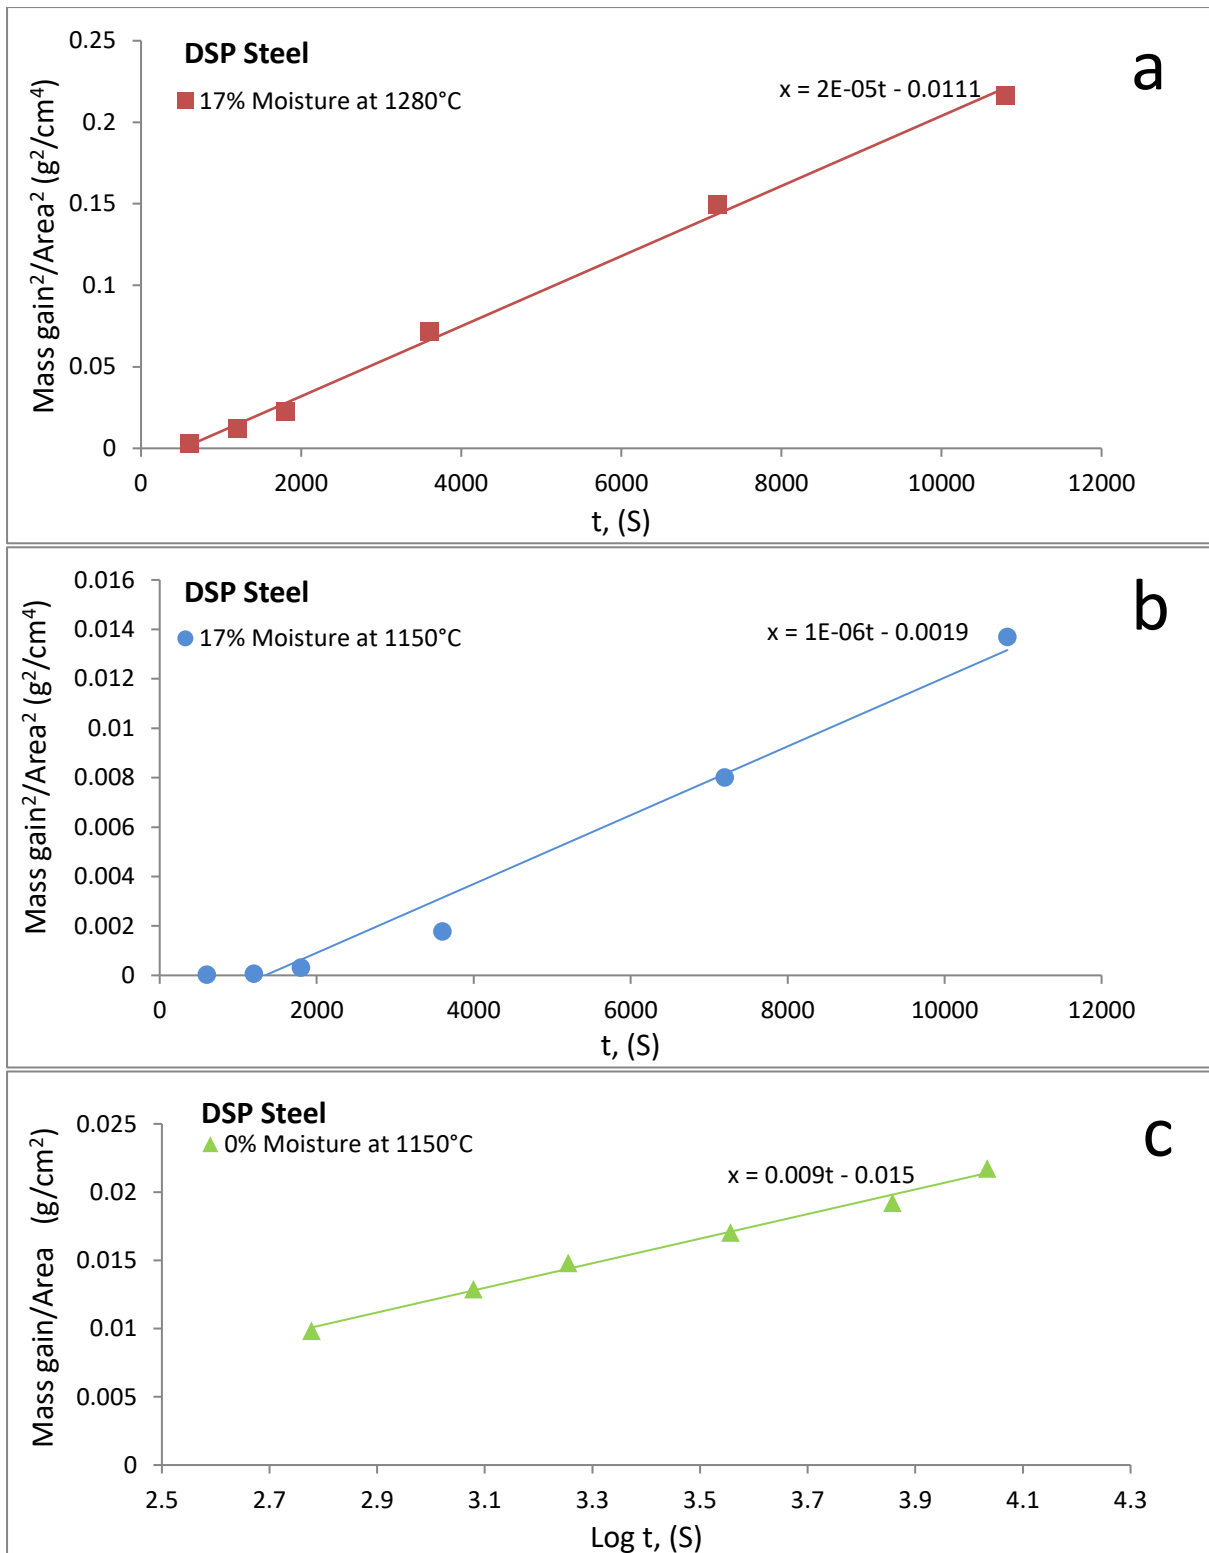 DSP Steel
a
17% Moisture at 1280°C
x = 2E-05t - 0.0111
Mass gain²/Area² (g²/cm⁴)
0.25
0.2
0.15
0.1
0.05
0
0 2000 4000 6000 8000 10000 12000
t, (S)
DSP Steel
b
17% Moisture at 1150°C
x = 1E-06t - 0.0019
Mass gain²/Area² (g²/cm⁴)
0.016
0.014
0.012
0.01
0.008
0.006
0.004
0.002
0
0 2000 4000 6000 8000 10000 12000
t, (S)
DSP Steel
c
0% Moisture at 1150°C
x = 0.009t - 0.015
Mass gain/Area (g/cm²)
0.025
0.02
0.015
0.01
0.005
0
2.5 2.7 2.9 3.1 3.3 3.5 3.7 3.9 4.1 4.3
Log t, (S)